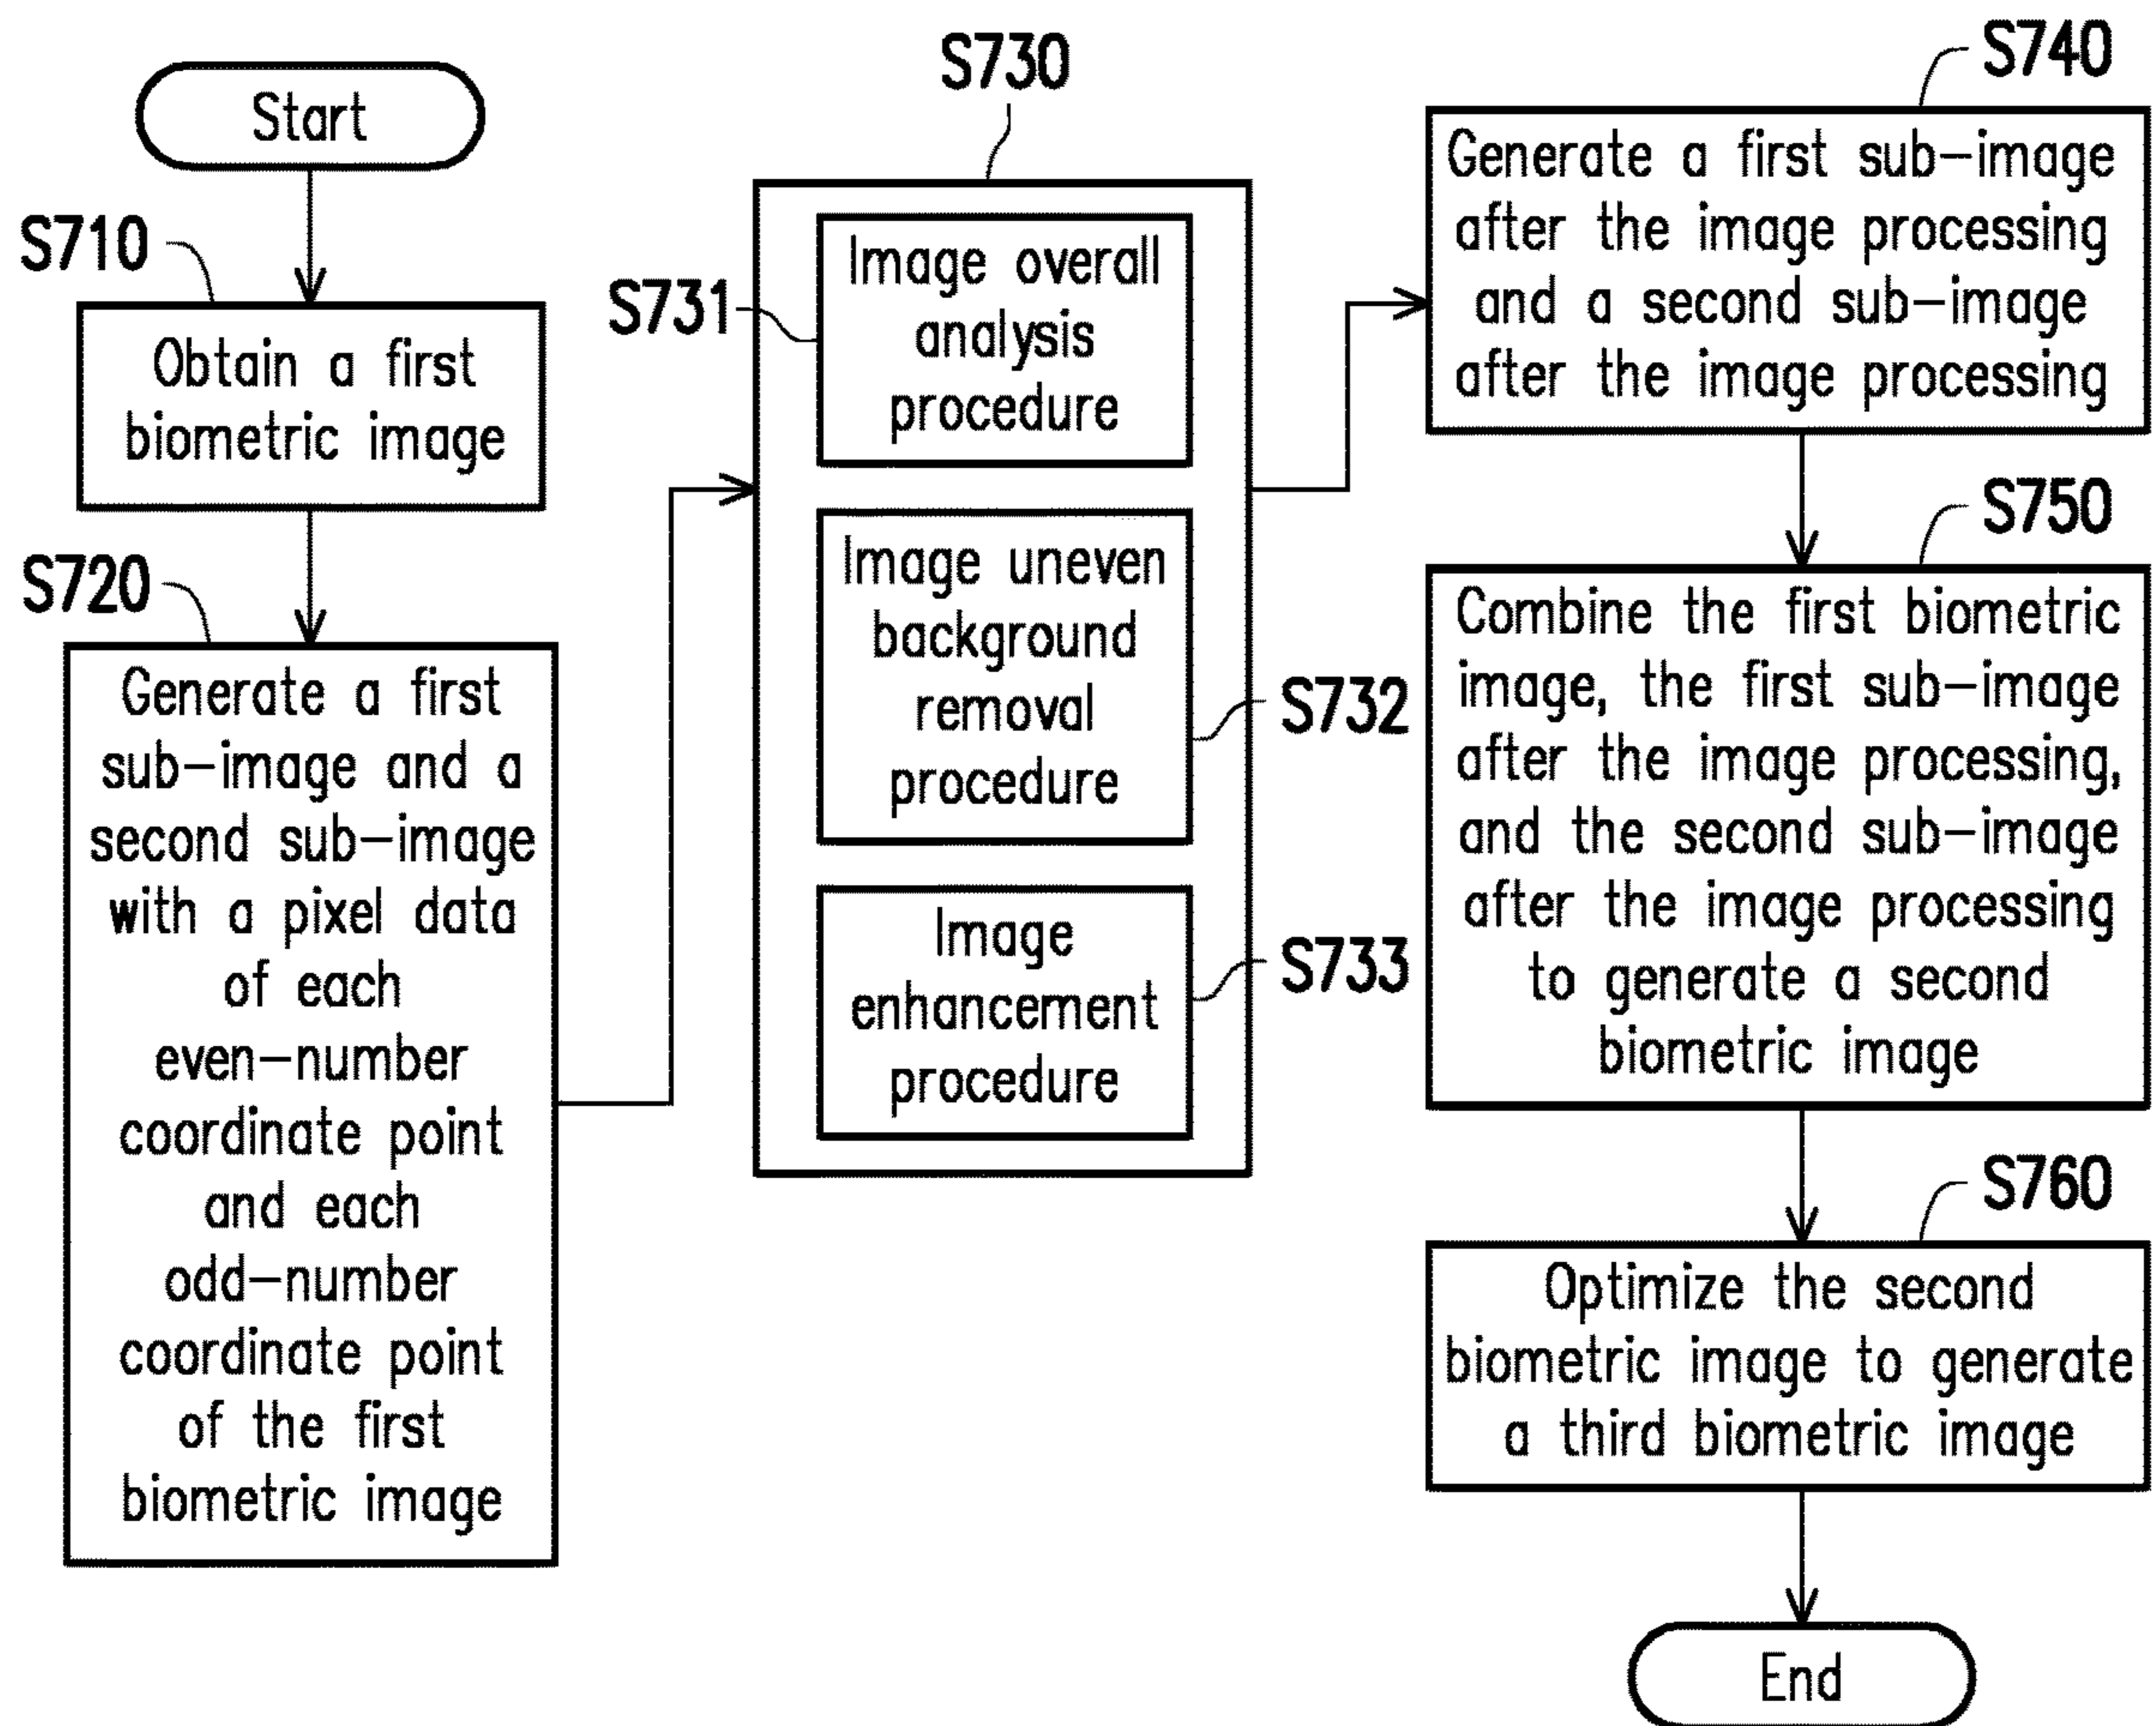 Start
S710
Obtain a first
biometric image
S720
Generate a first
sub-image and a
second sub-image
with a pixel data
of each
even-number
coordinate point
and each
odd-number
coordinate point
of the first
biometric image
S730
S731
Image overall
analysis
procedure
Image uneven
background
removal
procedure
S732
Image
enhancement
procedure
S733
S740
Generate a first sub-image
after the image processing
and a second sub-image
after the image processing
S750
Combine the first biometric
image, the first sub-image
after the image processing,
and the second sub-image
after the image processing
to generate a second
biometric image
S760
Optimize the second
biometric image to generate
a third biometric image
End